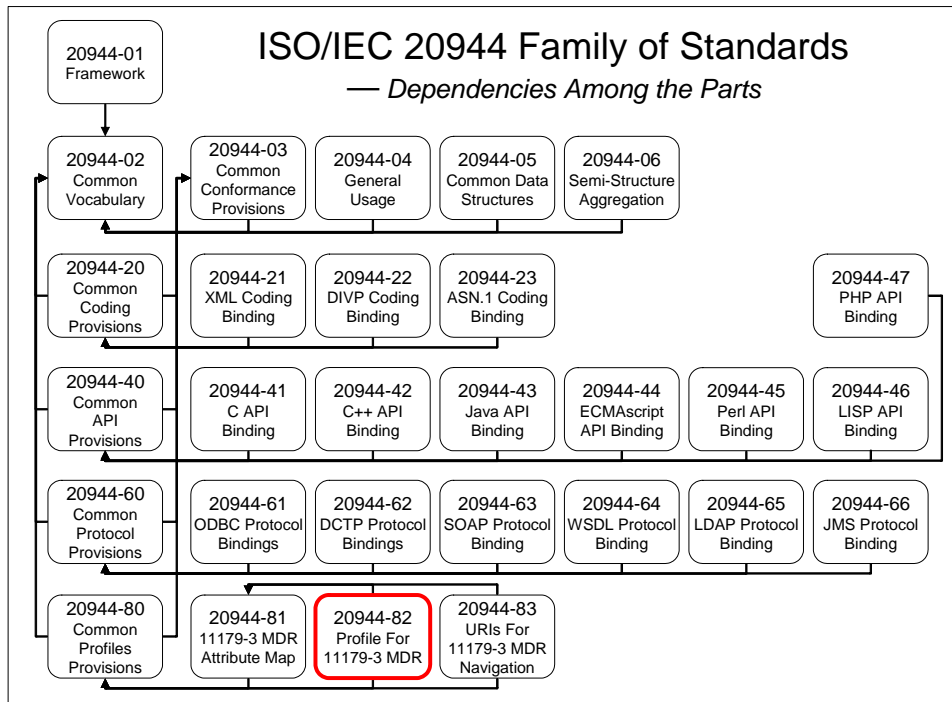 ISO/IEC 20944 Family of Standards
— Dependencies Among the Parts
20944-01
Framework
20944-02
Common
Vocabulary
20944-03
Common
Conformance
Provisions
20944-04
General
Usage
20944-05
Common Data
Structures
20944-06
Semi-Structure
Aggregation
20944-20
Common
Coding
Provisions
20944-21
XML Coding
Binding
20944-22
DIVP Coding
Binding
20944-23
ASN.1 Coding
Binding
20944-47
PHP API
Binding
20944-40
Common
API
Provisions
20944-41
C API
Binding
20944-42
C++ API
Binding
20944-43
Java API
Binding
20944-44
ECMAscript
API Binding
20944-45
Perl API
Binding
20944-46
LISP API
Binding
20944-60
Common
Protocol
Provisions
20944-61
ODBC Protocol
Bindings
20944-62
DCTP Protocol
Bindings
20944-63
SOAP Protocol
Binding
20944-64
WSDL Protocol
Binding
20944-65
LDAP Protocol
Binding
20944-66
JMS Protocol
Binding
20944-80
Common
Profiles
Provisions
20944-81
11179-3 MDR
Attribute Map
20944-82
Profile For
11179-3 MDR
20944-83
URIs For
11179-3 MDR
Navigation